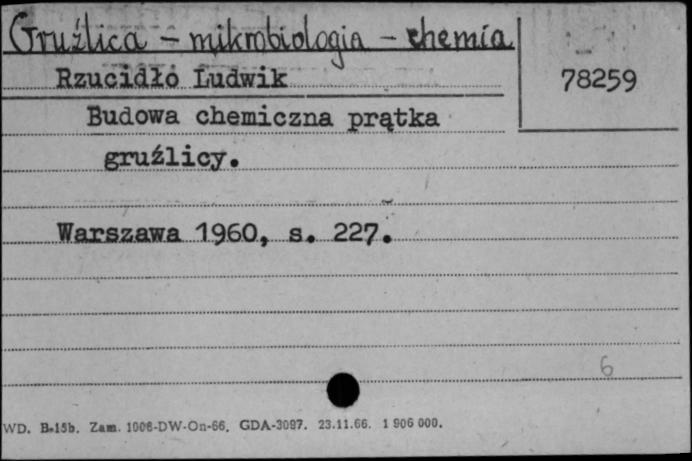 Gruźlica - mikrobiologia - chemia
Rzucidło Ludwik
78259
Budowa chemiczna prątka
gruźlicy.
Warszawa 1960, s. 227.
6
WD. B-15b. Zam. 1006-DW-On-66. GDA-3097. 23.11.66. 1 906 000.